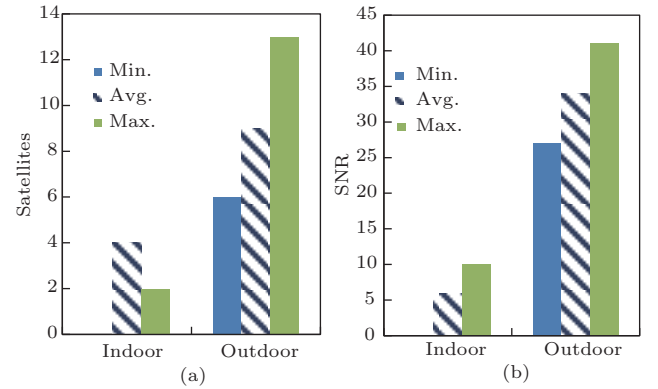 14
12
10
8
6
4
2
0
Satellites
Min.
Avg.
Max.
Indoor
Outdoor
(a)
45
40
35
30
25
20
15
10
5
0
SNR
Min.
Avg.
Max.
Indoor
Outdoor
(b)